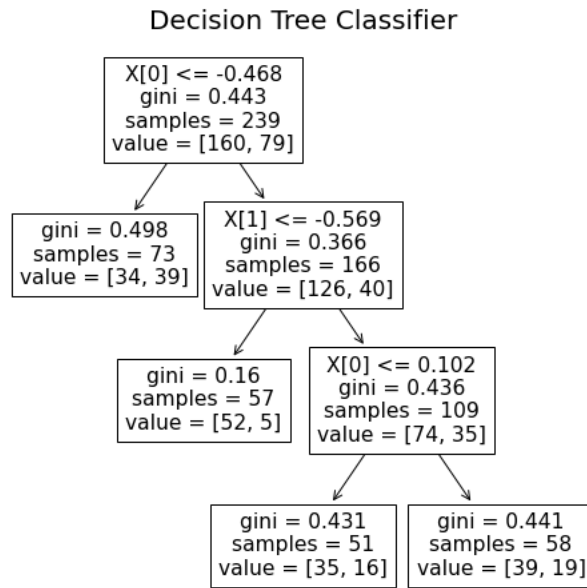 Decision Tree Classifier
X[0] <= -0.468
gini = 0.443
samples = 239
value = [160, 79]
gini = 0.498
samples = 73
value = [34, 39]
X[1] <= -0.569
gini = 0.366
samples = 166
value = [126, 40]
gini = 0.16
samples = 57
value = [52, 5]
X[0] <= 0.102
gini = 0.436
samples = 109
value = [74, 35]
gini = 0.431
samples = 51
value = [35, 16]
gini = 0.441
samples = 58
value = [39, 19]